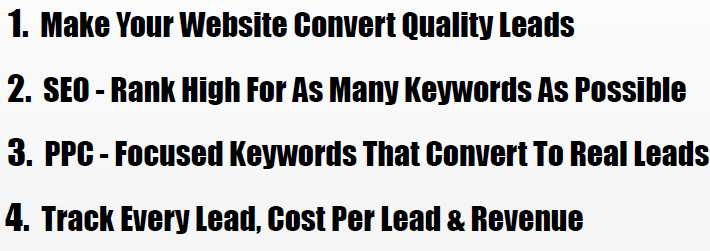 1. Make Your Website Convert Quality Leads
2. SEO - Rank High For As Many Keywords As Possible
3. PPC - Focused Keywords That Convert To Real Leads
4. Track Every Lead, Cost Per Lead & Revenue